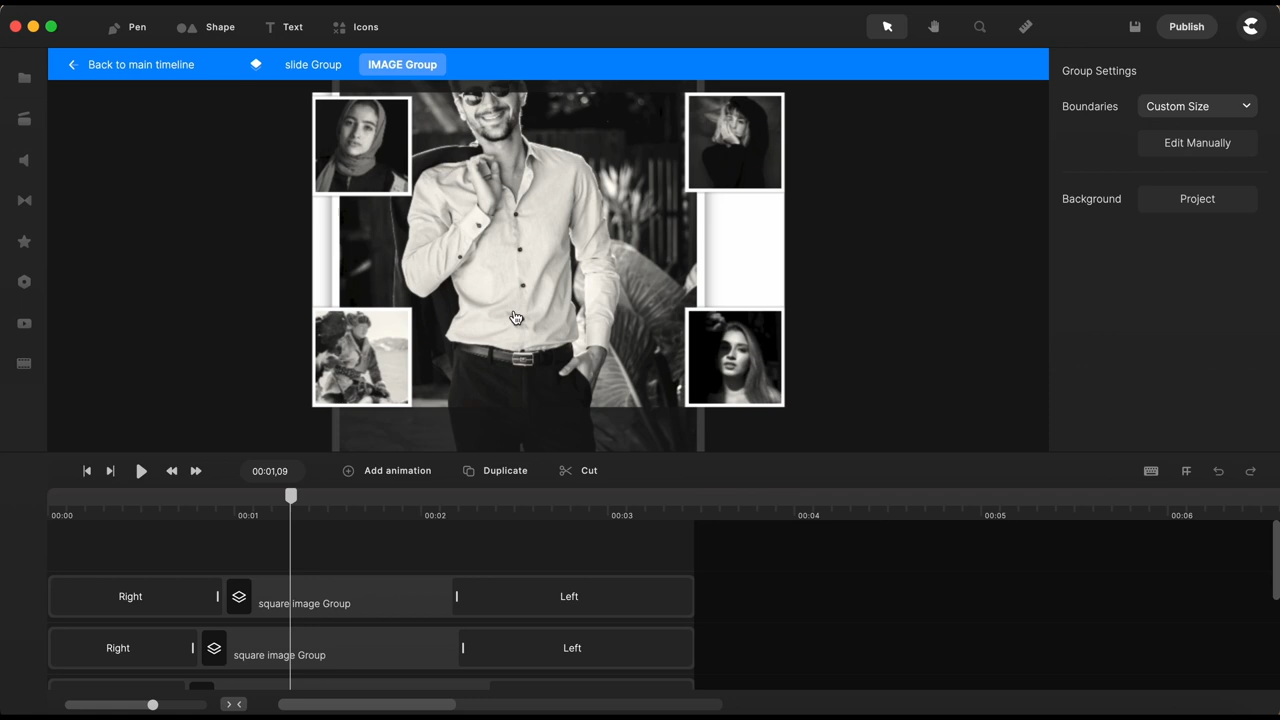 Pen Shape Text Icons Publish
Back to main timeline slide Group IMAGE Group
Group Settings
Boundaries Custom Size
Edit Manually
Background Project
00:01,09 Add animation Duplicate Cut
00:00 00:01 00:02 00:03 00:04 00:05 00:06
Right square image Group Left
Right square image Group Left